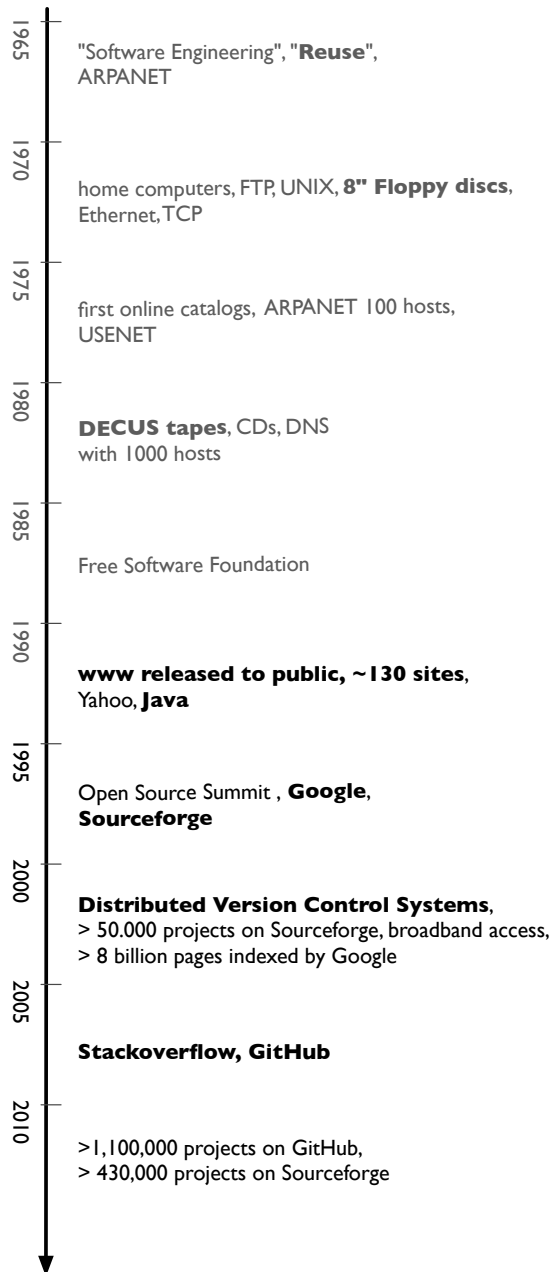 1965
"Software Engineering", "Reuse",
ARPANET
1970
home computers, FTP, UNIX, 8" Floppy discs,
Ethernet, TCP
1975
first online catalogs, ARPANET 100 hosts,
USENET
1980
DECUS tapes, CDs, DNS
with 1000 hosts
1985
Free Software Foundation
1990
www released to public, ~130 sites,
Yahoo, Java
1995
Open Source Summit , Google,
Sourceforge
2000
Distributed Version Control Systems,
> 50.000 projects on Sourceforge, broadband access,
> 8 billion pages indexed by Google
2005
Stackoverflow, GitHub
2010
>1,100,000 projects on GitHub,
> 430,000 projects on Sourceforge